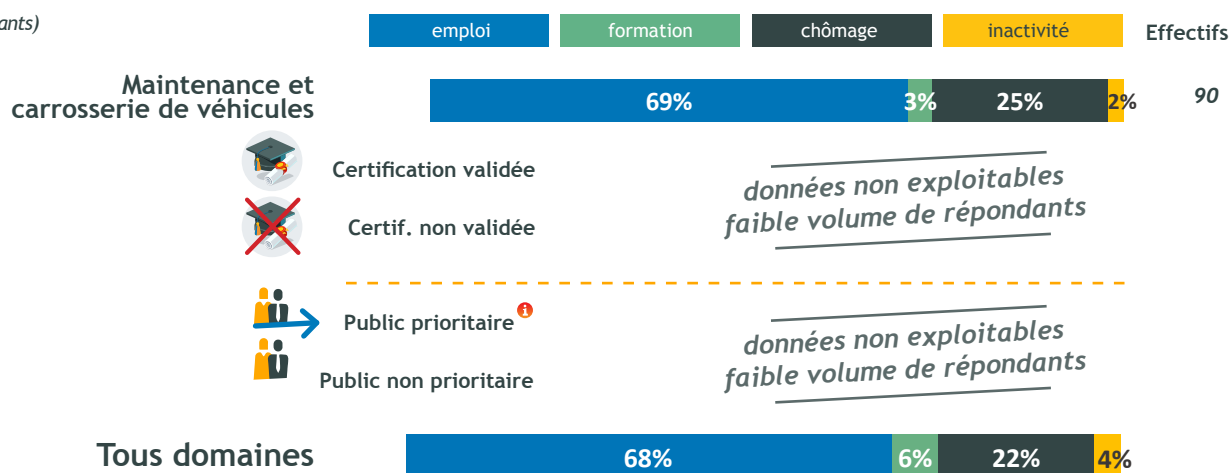 ants)
emploi formation chômage inactivité Effectifs
Maintenance et
carrosserie de véhicules
69% 3% 25% 2% 90
Certification validée
Certif. non validée
données non exploitables
faible volume de répondants
Public prioritaire i
Public non prioritaire
données non exploitables
faible volume de répondants
Tous domaines 68% 6% 22% 4%